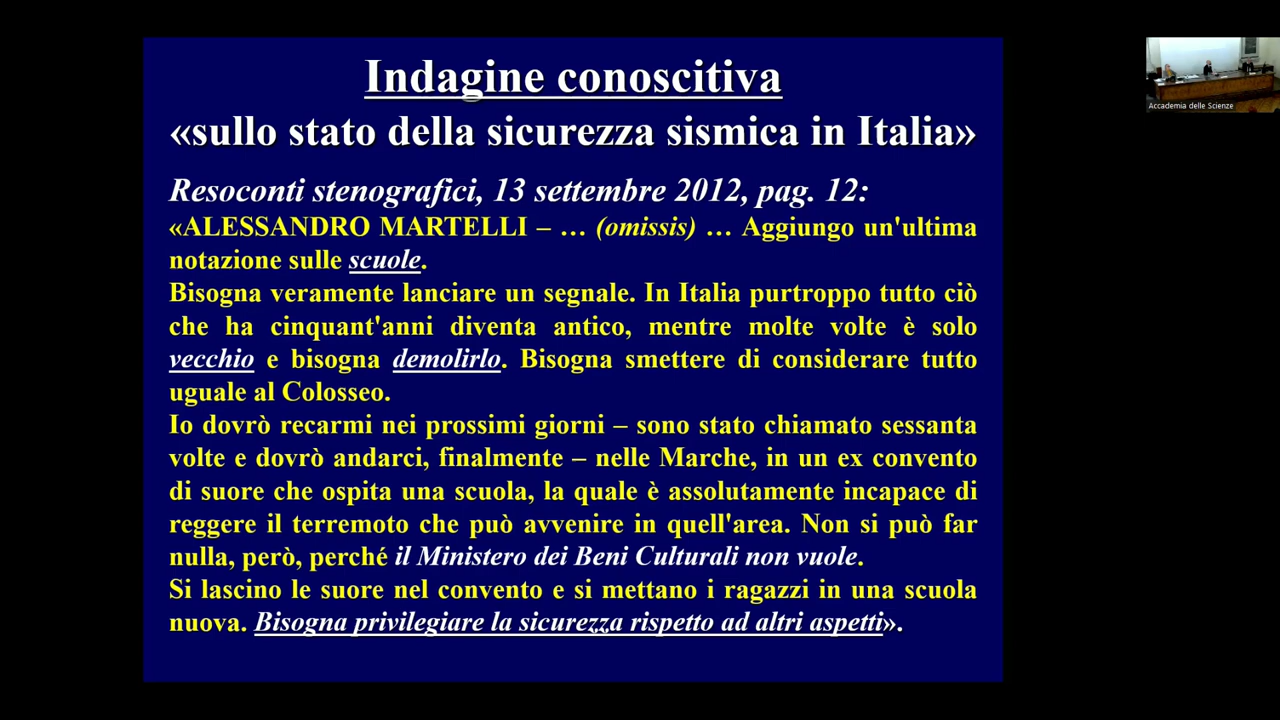 Indagine conoscitiva
«sullo stato della sicurezza sismica in Italia»
Resoconti stenografici, 13 settembre 2012, pag. 12:
«ALESSANDRO MARTELLI – … (omissis) … Aggiungo un'ultima
notazione sulle scuole.
Bisogna veramente lanciare un segnale. In Italia purtroppo tutto ciò
che ha cinquant'anni diventa antico, mentre molte volte è solo
vecchio e bisogna demolirlo. Bisogna smettere di considerare tutto
uguale al Colosseo.
Io dovrò recarmi nei prossimi giorni – sono stato chiamato sessanta
volte e dovrò andarci, finalmente – nelle Marche, in un ex convento
di suore che ospita una scuola, la quale è assolutamente incapace di
reggere il terremoto che può avvenire in quell'area. Non si può far
nulla, però, perché il Ministero dei Beni Culturali non vuole.
Si lascino le suore nel convento e si mettano i ragazzi in una scuola
nuova. Bisogna privilegiare la sicurezza rispetto ad altri aspetti».
Accademia delle Scienze